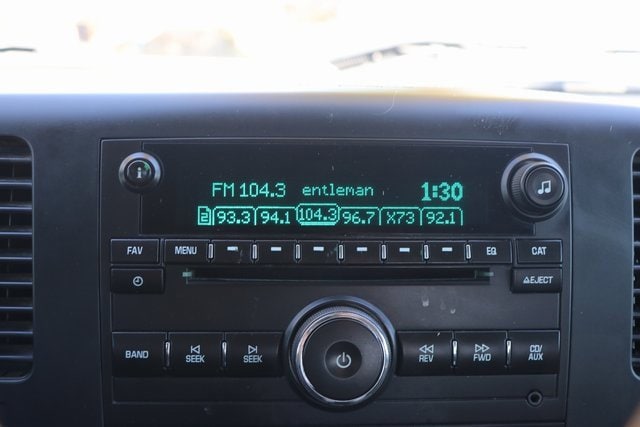 FM 104.3 entleman 1:30
2 93.3 94.1 104.3 96.7 X73 92.1
FAV MENU EQ CAT
EJECT
BAND SEEK SEEK REV FWD CD/
AUX